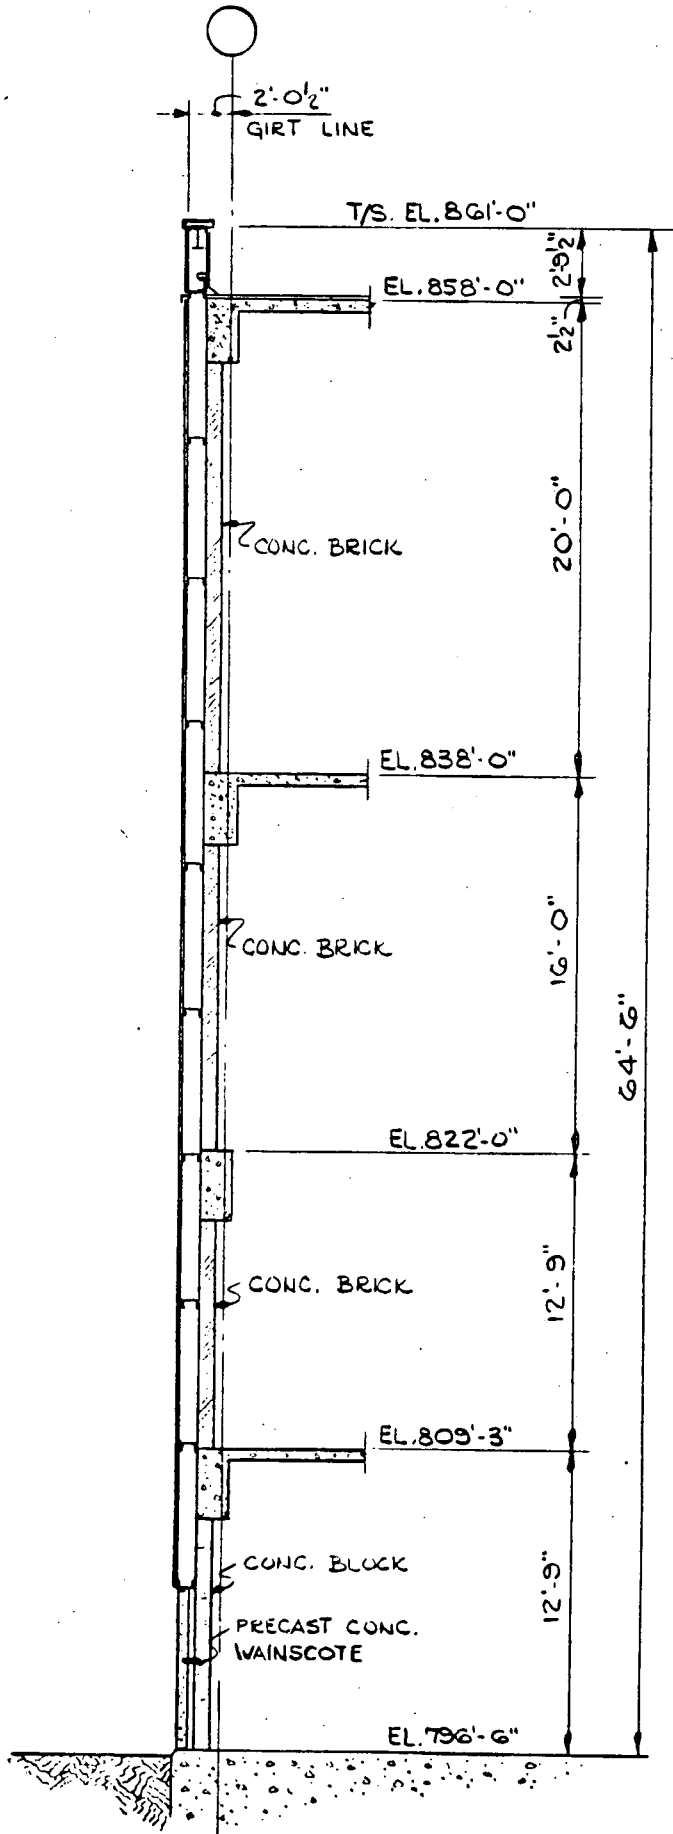 2'-0½"
GIRT LINE
T/S. EL. 861'-0"
2'-9½"
EL. 858'-0"
2½"
20'-0"
CONC. BRICK
EL. 838'-0"
16'-0"
CONC. BRICK
64'-6"
EL. 822'-0"
12'-9"
CONC. BRICK
EL. 809'-3"
CONC. BLOCK
12'-9"
PRECAST CONC.
WAINSCOTE
EL. 796'-6"